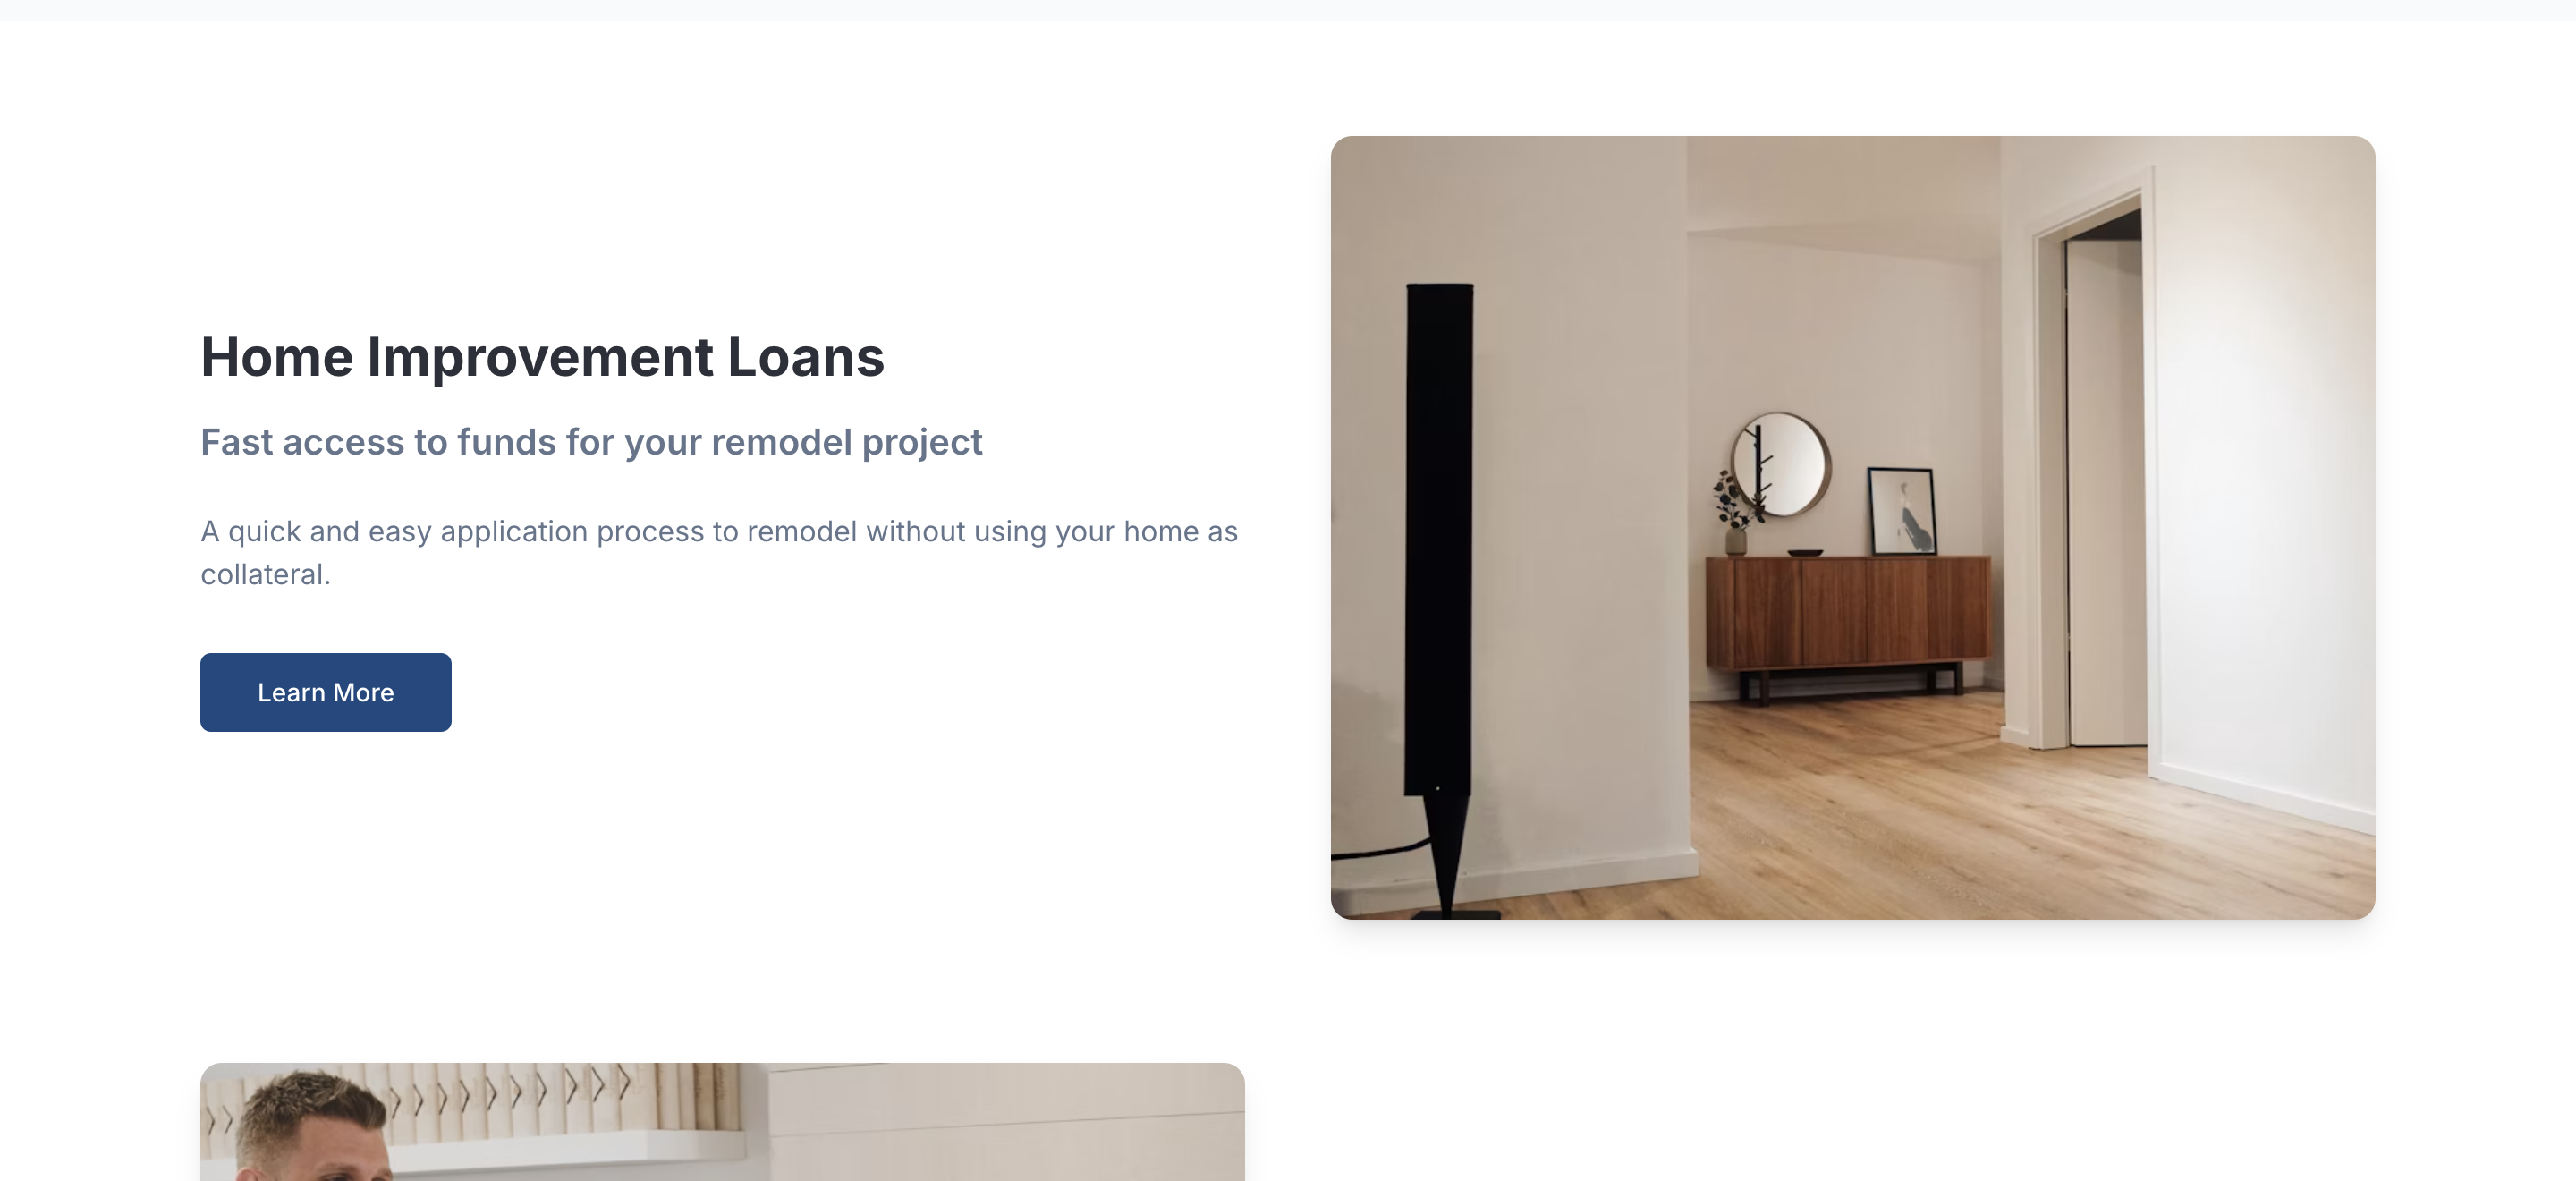 Home Improvement Loans
Fast access to funds for your remodel project
A quick and easy application process to remodel without using your home as
collateral.
Learn More